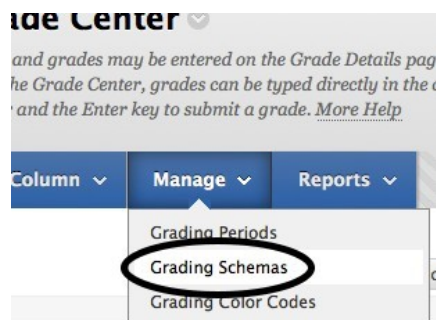 ade Center
and grades may be entered on the Grade Details pag
he Grade Center, grades can be typed directly in the
and the Enter key to submit a grade. More Help
Column Manage Reports
Grading Periods
Grading Schemas
Grading Color Codes